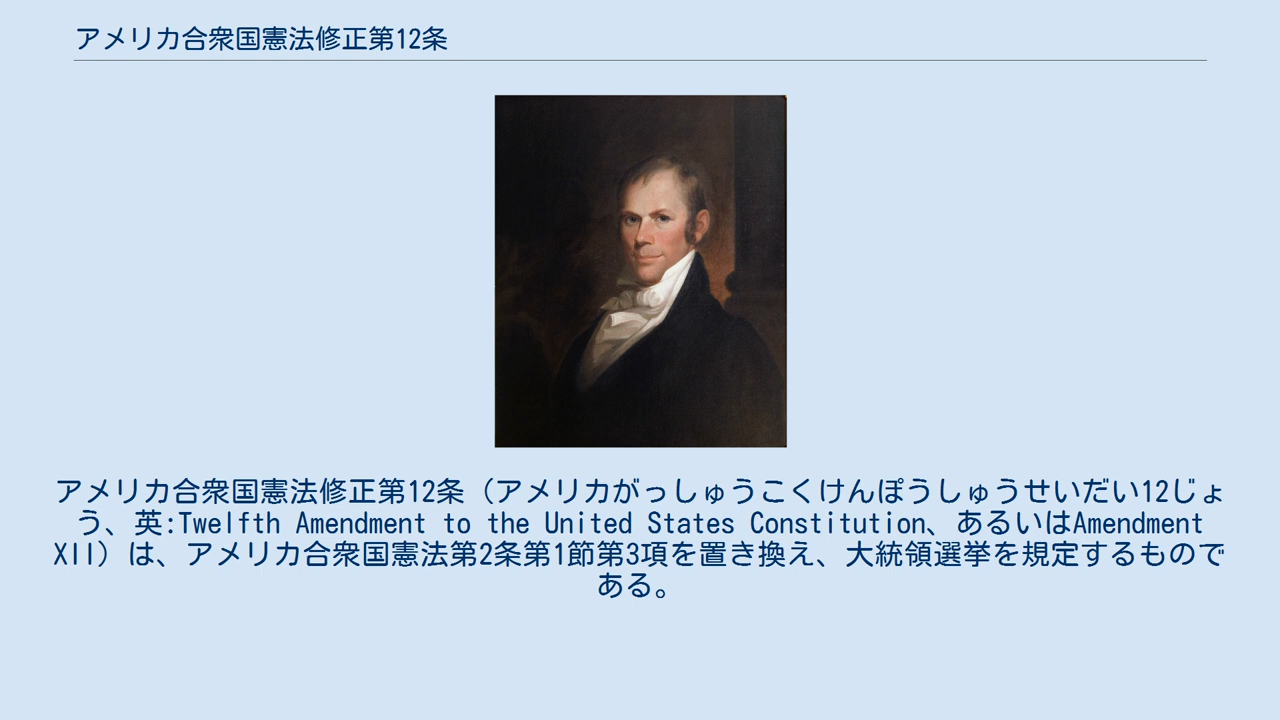 アメリカ合衆国憲法修正第12条
アメリカ合衆国憲法修正第12条（アメリカがっしゅうこくけんぽうしゅうせいだい12じょ
う、英:Twelfth Amendment to the United States Constitution、あるいはAmendment
XII）は、アメリカ合衆国憲法第2条第1節第3項を置き換え、大統領選挙を規定するもので
ある。